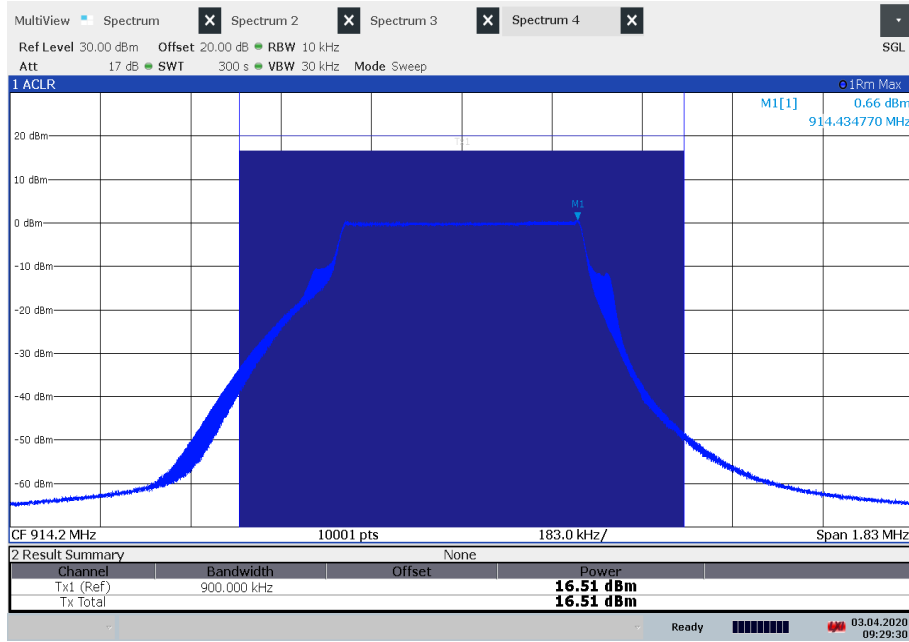 MultiView Spectrum X Spectrum 2 X Spectrum 3 X Spectrum 4 X
Ref Level 30.00 dBm Offset 20.00 dB RBW 10 kHz SGL
Att 17 dB SWT 300 s VBW 30 kHz Mode Sweep
1 ACLR 1Rm Max
M1[1] 0.66 dBm
914.434770 MHz
20 dBm
Tx1
10 dBm
M1
0 dBm
-10 dBm
-20 dBm
-30 dBm
-40 dBm
-50 dBm
-60 dBm
CF 914.2 MHz 10001 pts 183.0 kHz/ Span 1.83 MHz
2 Result Summary None
Channel Bandwidth Offset Power
Tx1 (Ref) 900.000 kHz 16.51 dBm
Tx Total 16.51 dBm
Ready 03.04.2020
09:29:30